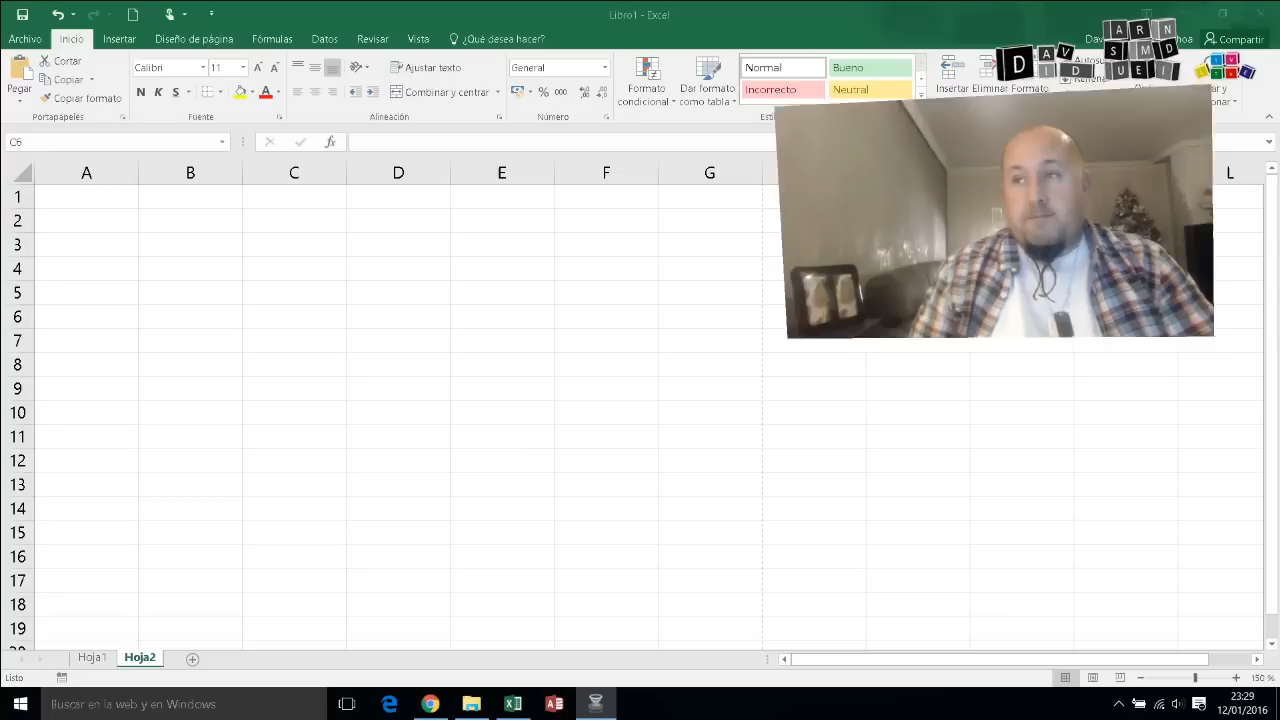 Libro1 - Excel
Archivo Inicio Insertar Diseño de página Fórmulas Datos Revisar Vista ¿Qué desea hacer? Compartir
D A V I D
A R N
S M D
U E I
Pegar
Cortar
Copiar
Copiar formato
Portapapeles
Calibri 11
N K S
Fuente
Ajustar texto
Combinar y centrar
Alineación
General
% 000
Número
Formato condicional
Dar formato como tabla
Normal Bueno
Incorrecto Neutral
Insertar Eliminar Formato
C6 fx
A B C D E F G L
1
2
3
4
5
6
7
8
9
10
11
12
13
14
15
16
17
18
19
Hoja1 Hoja2
Listo 150 %
Buscar en la web y en Windows
23:29
12/01/2016